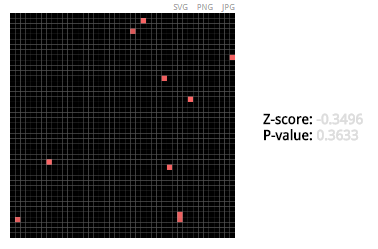 SVG PNG JPG
Z-score: -0.3496
P-value: 0.3633